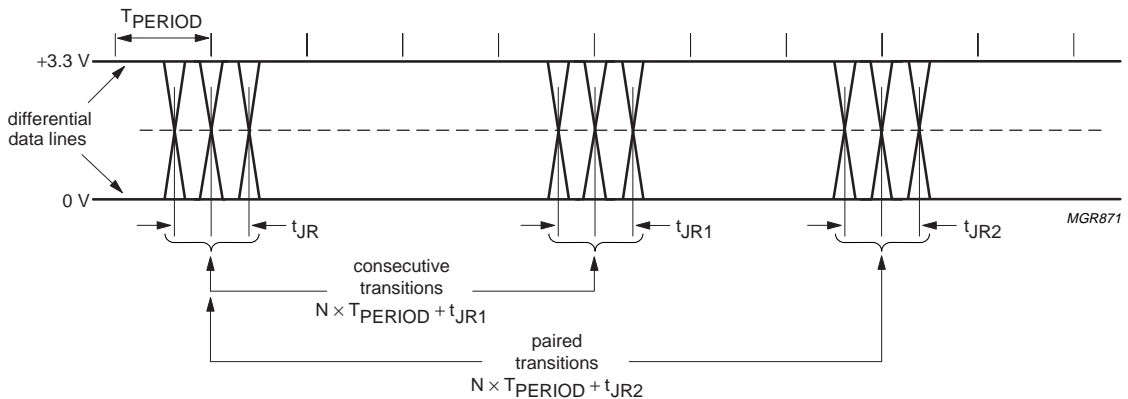 TPERIOD
+3.3 V
differential
data lines
0 V
tJR
tJR1
tJR2
MGR871
consecutive
transitions
N × TPERIOD + tJR1
paired
transitions
N × TPERIOD + tJR2